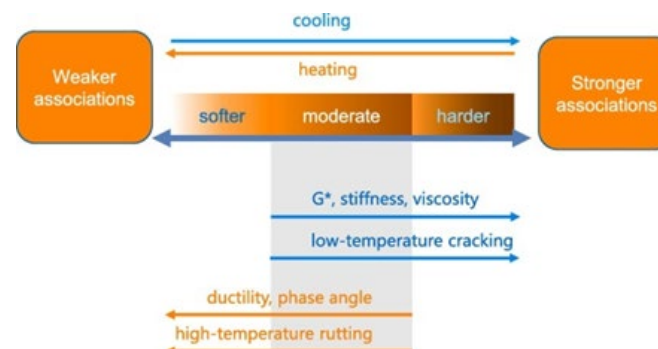 cooling
heating
Weaker
associations
Stronger
associations
softer
moderate
harder
G*, stiffness, viscosity
low-temperature cracking
ductility, phase angle
high-temperature rutting